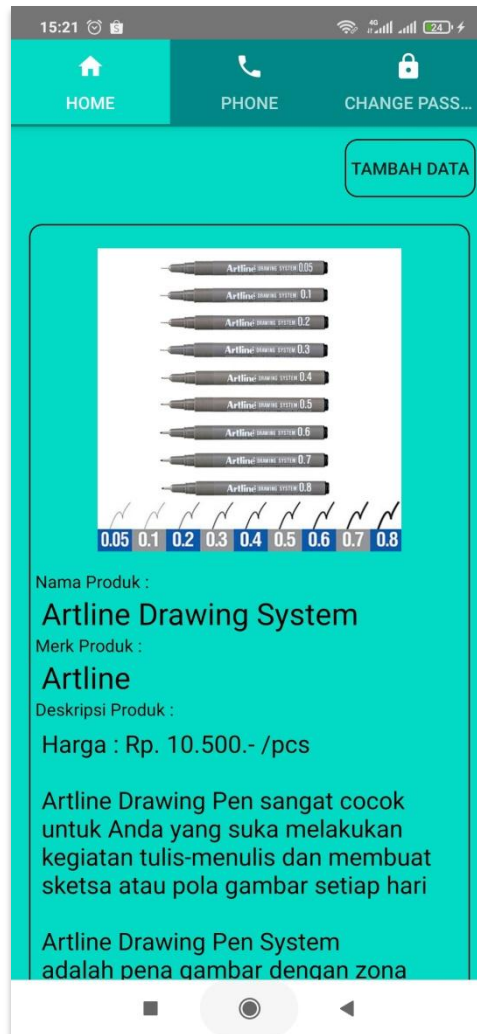 15:21
4G
24
HOME
PHONE
CHANGE PASS...
TAMBAH DATA
Artline DRAWING SYSTEM 0.05
Artline DRAWING SYSTEM 0.1
Artline DRAWING SYSTEM 0.2
Artline DRAWING SYSTEM 0.3
Artline DRAWING SYSTEM 0.4
Artline DRAWING SYSTEM 0.5
Artline DRAWING SYSTEM 0.6
Artline DRAWING SYSTEM 0.7
Artline DRAWING SYSTEM 0.8
0.05 0.1 0.2 0.3 0.4 0.5 0.6 0.7 0.8
Nama Produk :
Artline Drawing System
Merk Produk :
Artline
Deskripsi Produk :
Harga : Rp. 10.500.- /pcs
Artline Drawing Pen sangat cocok
untuk Anda yang suka melakukan
kegiatan tulis-menulis dan membuat
sketsa atau pola gambar setiap hari
Artline Drawing Pen System
adalah pena gambar dengan zona